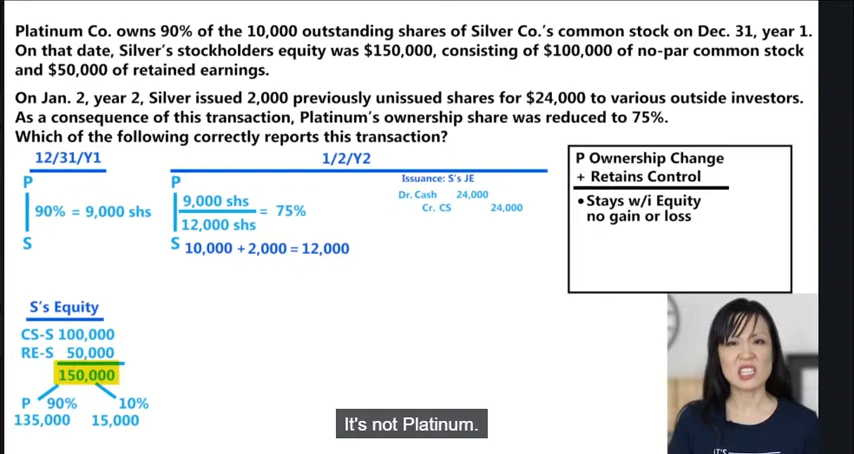 Platinum Co. owns 90% of the 10,000 outstanding shares of Silver Co.'s common stock on Dec. 31, year 1.
On that date, Silver's stockholders equity was $150,000, consisting of $100,000 of no-par common stock
and $50,000 of retained earnings.
On Jan. 2, year 2, Silver issued 2,000 previously unissued shares for $24,000 to various outside investors.
As a consequence of this transaction, Platinum's ownership share was reduced to 75%.
Which of the following correctly reports this transaction?
12/31/Y1
P
90% = 9,000 shs
S
1/2/Y2
P
9,000 shs
12,000 shs
= 75%
S
10,000 + 2,000 = 12,000
Issuance: S's JE
Dr. Cash 24,000
Cr. CS 24,000
P Ownership Change
+ Retains Control
• Stays w/i Equity
no gain or loss
S's Equity
CS-S 100,000
RE-S 50,000
150,000
P 90% 10%
135,000 15,000
It's not Platinum.
IT'S